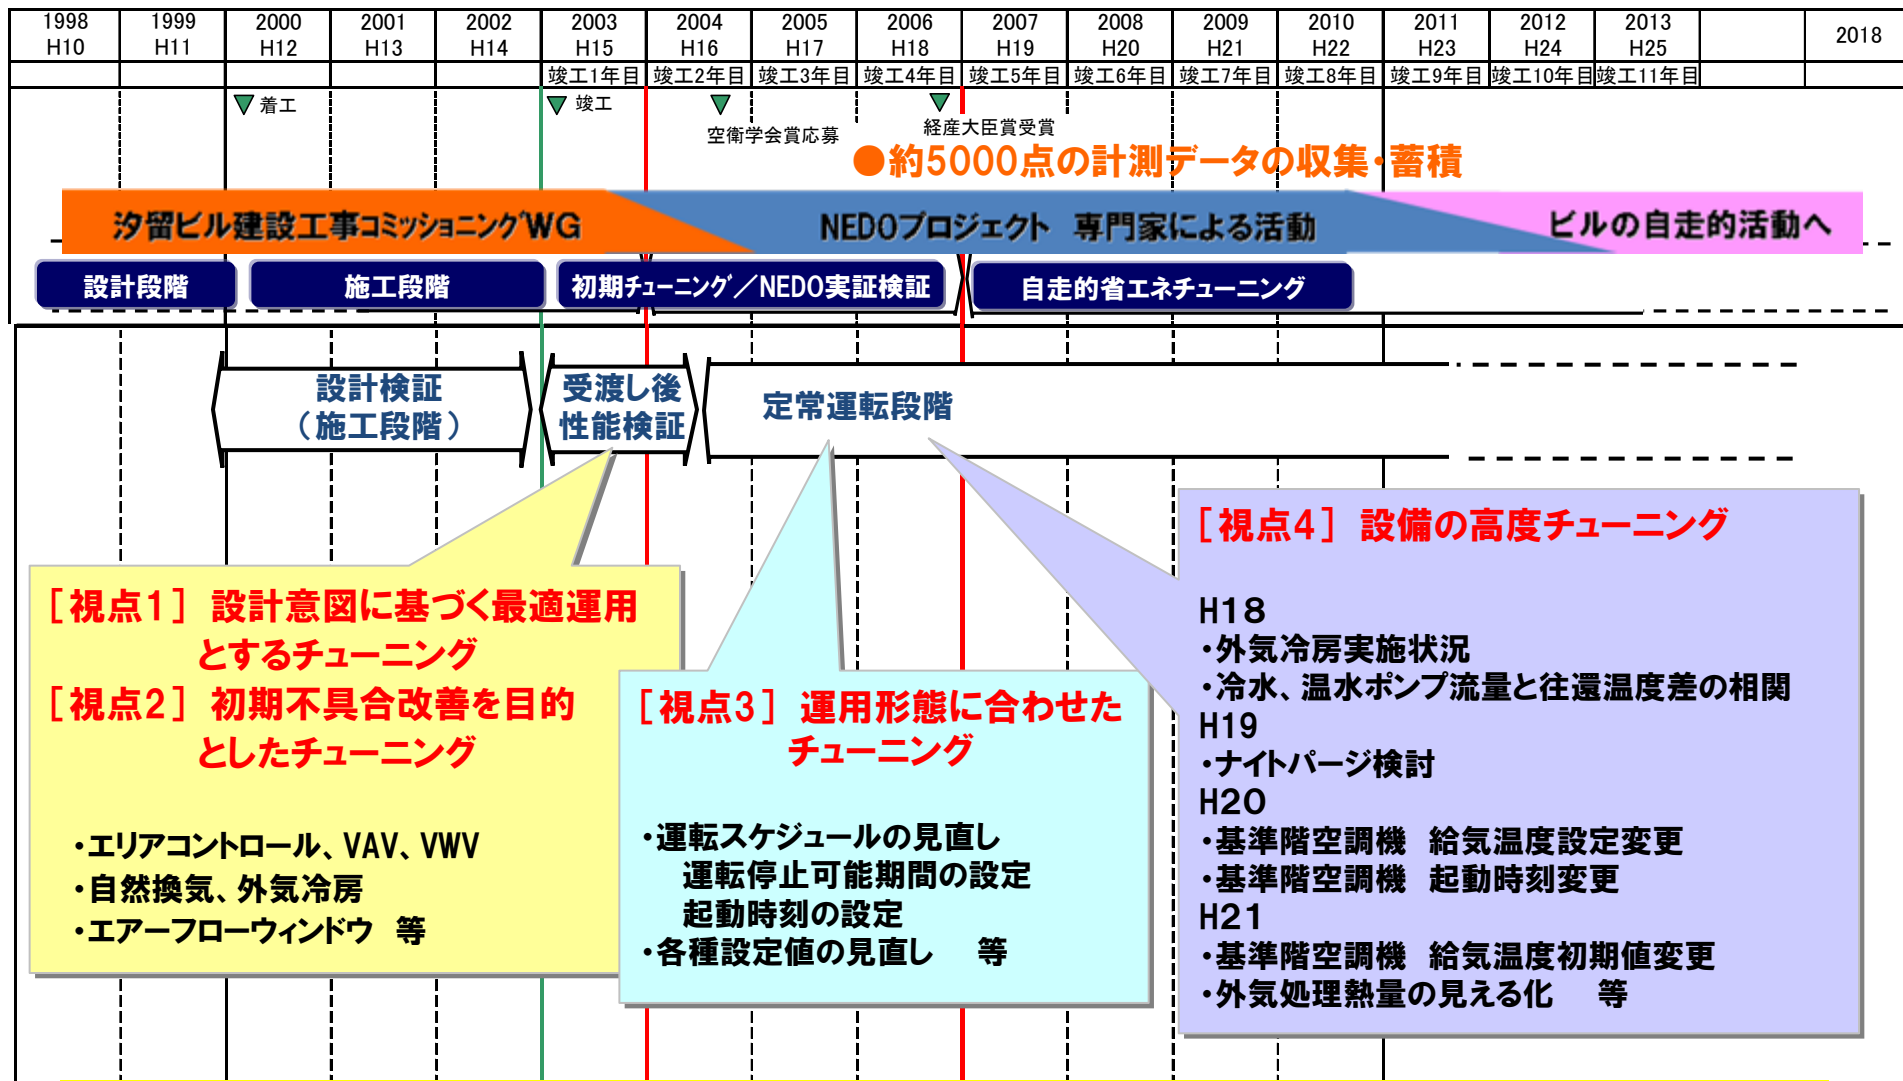 1998 1999 2000 2001 2002 2003 2004 2005 2006 2007 2008 2009 2010 2011 2012 2013 2018
H10 H11 H12 H13 H14 H15 H16 H17 H18 H19 H20 H21 H22 H23 H24 H25
竣工1年目 竣工2年目 竣工3年目 竣工4年目 竣工5年目 竣工6年目 竣工7年目 竣工8年目 竣工9年目 竣工10年目 竣工11年目
▼着工 ▼ 竣工
空衛学会賞応募 経産大臣賞受賞
●約5000点の計測データの収集・蓄積
汐留ビル建設工事コミッショニングWG NEDOプロジェクト 専門家による活動 ビルの自走的活動へ
設計段階 施工段階 初期チューニング／NEDO実証検証 自走的省エネチューニング
設計検証
（施工段階）
受渡し後
性能検証
定常運転段階
［視点1］ 設計意図に基づく最適運用
とするチューニング
［視点2］ 初期不具合改善を目的
としたチューニング
・エリアコントロール、VAV、VWV
・自然換気、外気冷房
・エアーフローウィンドウ 等
［視点3］ 運用形態に合わせた
チューニング
・運転スケジュールの見直し
運転停止可能期間の設定
起動時刻の設定
・各種設定値の見直し 等
［視点4］ 設備の高度チューニング
H18
・外気冷房実施状況
・冷水、温水ポンプ流量と往還温度差の相関
H19
・ナイトパージ検討
H20
・基準階空調機 給気温度設定変更
・基準階空調機 起動時刻変更
H21
・基準階空調機 給気温度初期値変更
・外気処理熱量の見える化 等